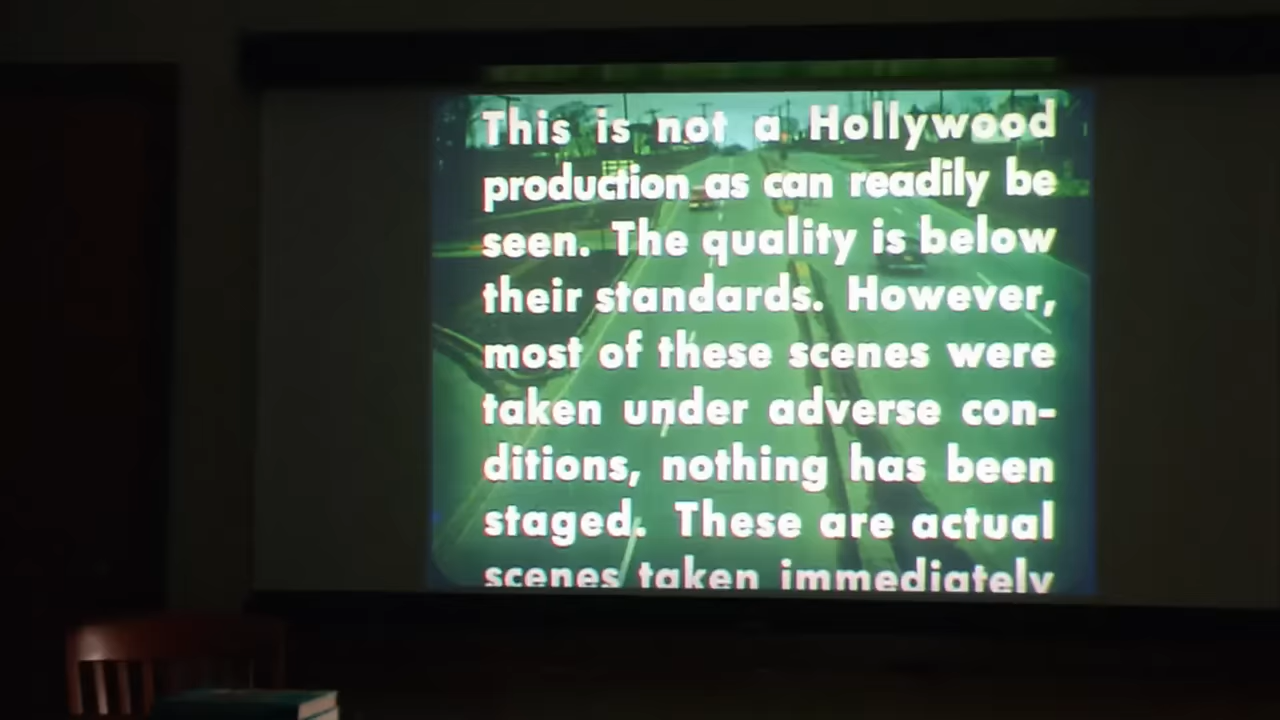 This is not a Hollywood
production as can readily be
seen. The quality is below
their standards. However,
most of these scenes were
taken under adverse con-
ditions, nothing has been
staged. These are actual
scenes taken immediately